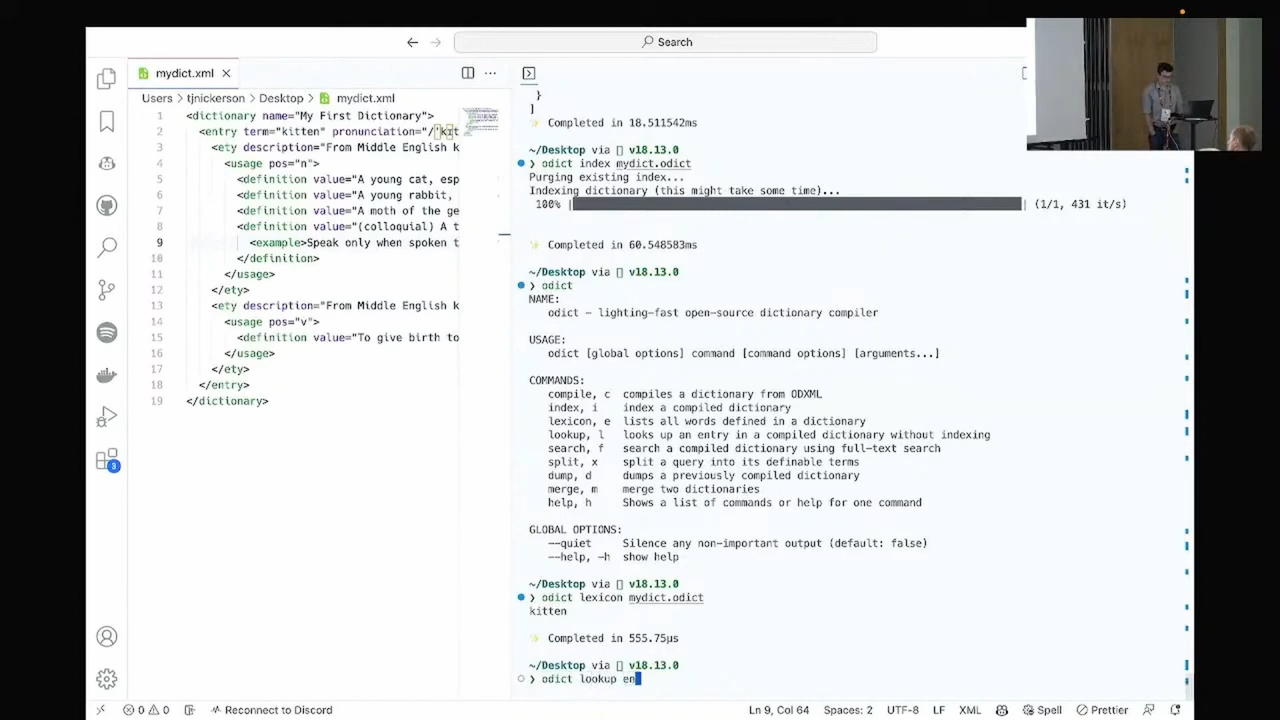 Search
mydict.xml
Users > tjnickerson > Desktop > mydict.xml
1 <dictionary name="My First Dictionary">
2 <entry term="kitten" pronunciation="/ˈkɪt
3 <ety description="From Middle English k
4 <usage pos="n">
5 <definition value="A young cat, esp
6 <definition value="A young rabbit,
7 <definition value="A moth of the ge
8 <definition value="(colloquial) A t
9 <example>Speak only when spoken t
10 </definition>
11 </usage>
12 </ety>
13 <ety description="From Middle English k
14 <usage pos="v">
15 <definition value="To give birth to
16 </usage>
17 </ety>
18 </entry>
19 </dictionary>
}
]
✨ Completed in 18.511542ms
~/Desktop via v18.13.0
❯ odict index mydict.odict
Purging existing index...
Indexing dictionary (this might take some time)...
100% | | (1/1, 431 it/s)
✨ Completed in 60.548583ms
~/Desktop via v18.13.0
❯ odict
NAME:
odict - lighting-fast open-source dictionary compiler
USAGE:
odict [global options] command [command options] [arguments...]
COMMANDS:
compile, c compiles a dictionary from ODXML
index, i index a compiled dictionary
lexicon, e lists all words defined in a dictionary
lookup, l looks up an entry in a compiled dictionary without indexing
search, f search a compiled dictionary using full-text search
split, x split a query into its definable terms
dump, d dumps a previously compiled dictionary
merge, m merge two dictionaries
help, h Shows a list of commands or help for one command
GLOBAL OPTIONS:
--quiet Silence any non-important output (default: false)
--help, -h show help
~/Desktop via v18.13.0
❯ odict lexicon mydict.odict
kitten
✨ Completed in 555.75µs
~/Desktop via v18.13.0
❯ odict lookup en
3
0 0 Reconnect to Discord Ln 9, Col 64 Spaces: 2 UTF-8 LF XML Spell Prettier